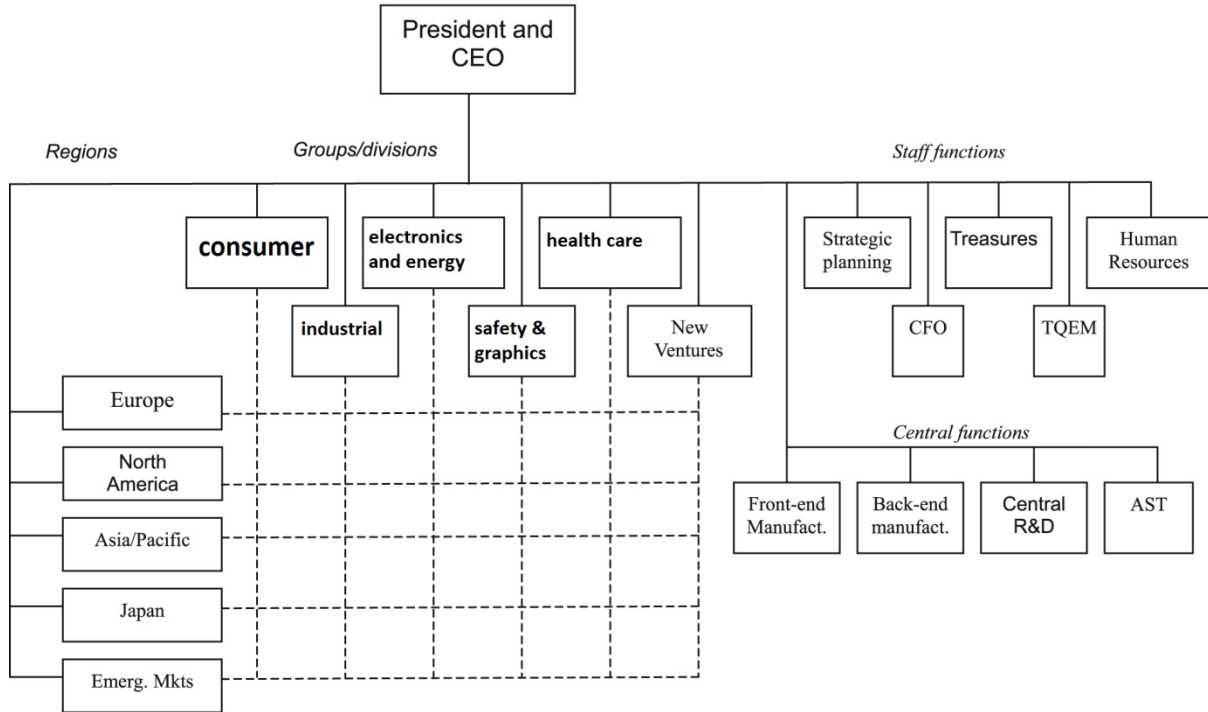 President and
CEO
Regions
Groups/divisions
Staff functions
consumer
electronics
and energy
health care
Strategic
planning
Treasures
Human
Resources
industrial
safety &
graphics
New
Ventures
CFO
TQEM
Europe
North
America
Asia/Pacific
Japan
Emerg. Mkts
Central functions
Front-end
Manufact.
Back-end
manufact.
Central
R&D
AST